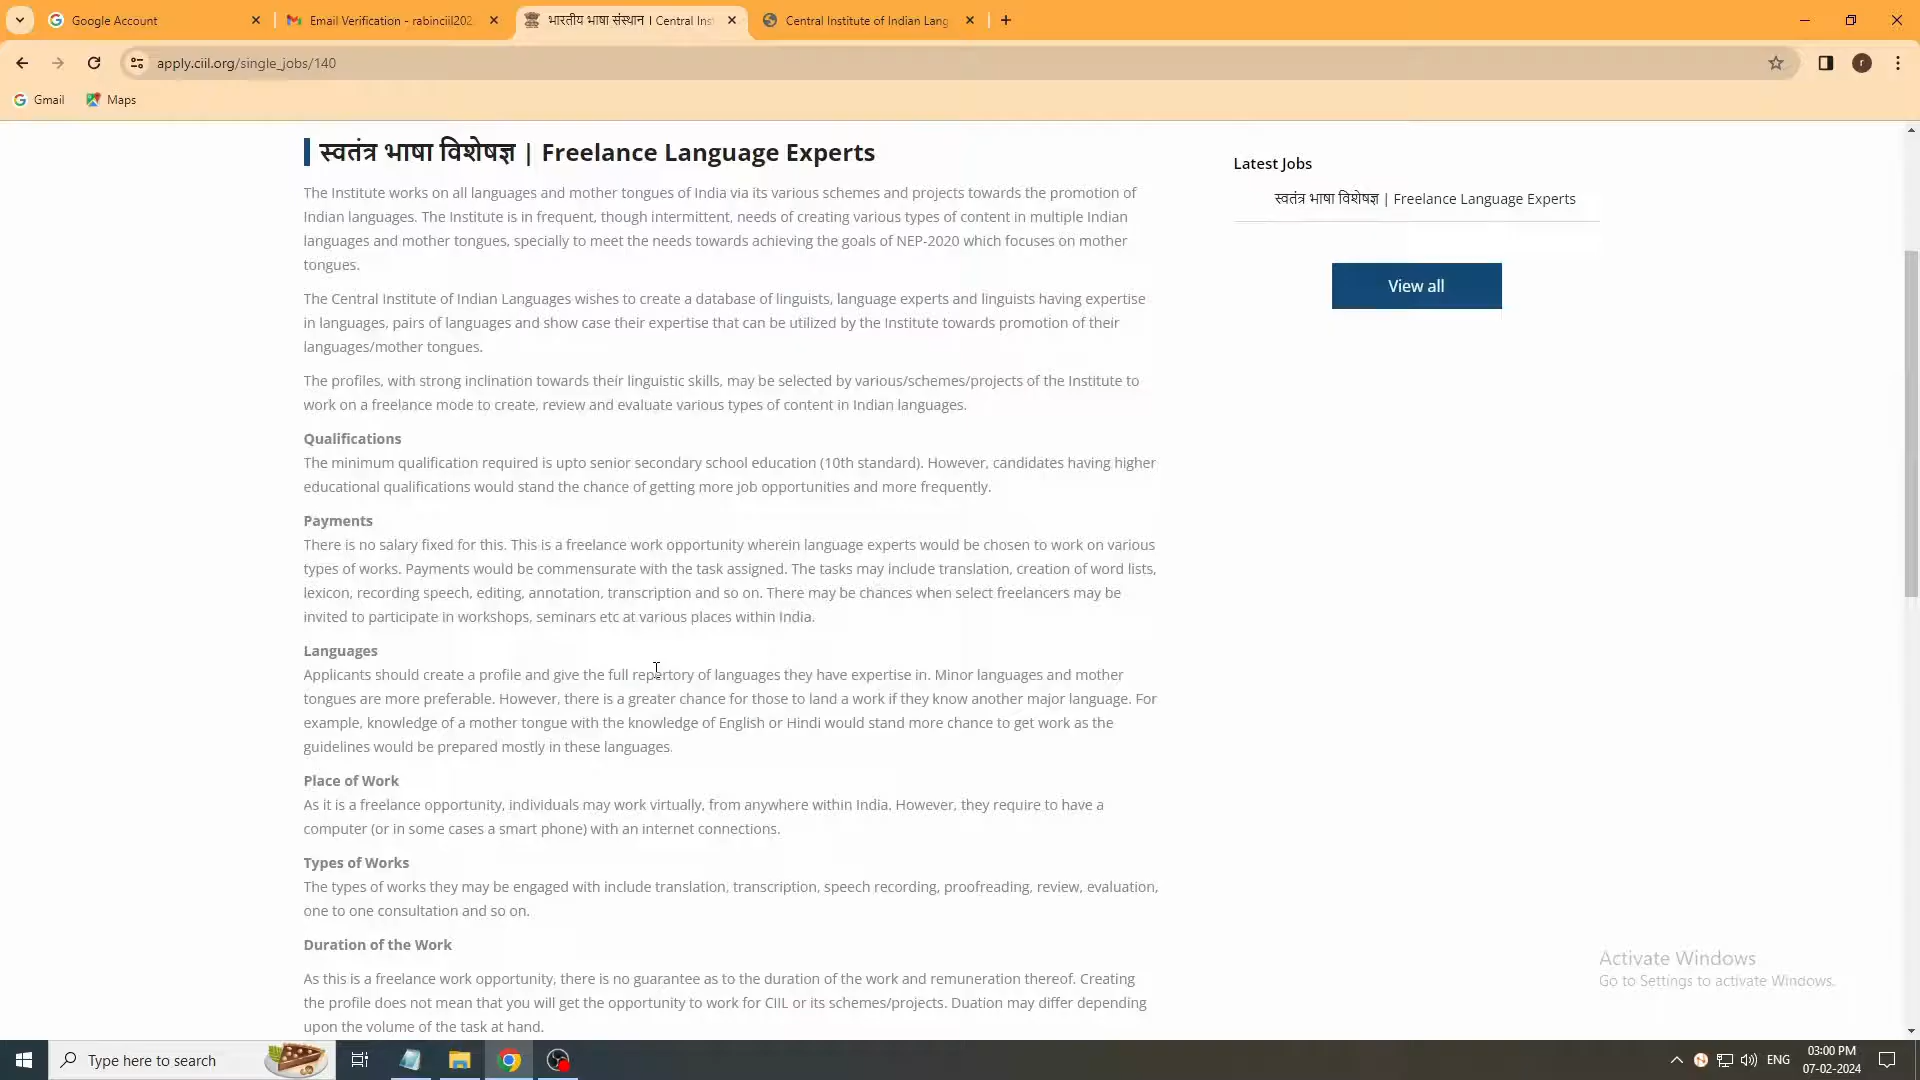 Google Account
Email Verification - rabinciil202
भारतीय भाषा संस्थान । Central Inst
Central Institute of Indian Lang
apply.ciil.org/single_jobs/140
r
Gmail
Maps
स्वतंत्र भाषा विशेषज्ञ | Freelance Language Experts
The Institute works on all languages and mother tongues of India via its various schemes and projects towards the promotion of
Indian languages. The Institute is in frequent, though intermittent, needs of creating various types of content in multiple Indian
languages and mother tongues, specially to meet the needs towards achieving the goals of NEP-2020 which focuses on mother
tongues.
The Central Institute of Indian Languages wishes to create a database of linguists, language experts and linguists having expertise
in languages, pairs of languages and show case their expertise that can be utilized by the Institute towards promotion of their
languages/mother tongues.
The profiles, with strong inclination towards their linguistic skills, may be selected by various/schemes/projects of the Institute to
work on a freelance mode to create, review and evaluate various types of content in Indian languages.
Qualifications
The minimum qualification required is upto senior secondary school education (10th standard). However, candidates having higher
educational qualifications would stand the chance of getting more job opportunities and more frequently.
Payments
There is no salary fixed for this. This is a freelance work opportunity wherein language experts would be chosen to work on various
types of works. Payments would be commensurate with the task assigned. The tasks may include translation, creation of word lists,
lexicon, recording speech, editing, annotation, transcription and so on. There may be chances when select freelancers may be
invited to participate in workshops, seminars etc at various places within India.
Languages
Applicants should create a profile and give the full repertory of languages they have expertise in. Minor languages and mother
tongues are more preferable. However, there is a greater chance for those to land a work if they know another major language. For
example, knowledge of a mother tongue with the knowledge of English or Hindi would stand more chance to get work as the
guidelines would be prepared mostly in these languages.
Place of Work
As it is a freelance opportunity, individuals may work virtually, from anywhere within India, However, they require to have a
computer (or in some cases a smart phone) with an internet connections.
Types of Works
The types of works they may be engaged with include translation, transcription, speech recording, proofreading, review, evaluation,
one to one consultation and so on.
Duration of the Work
As this is a freelance work opportunity, there is no guarantee as to the duration of the work and remuneration thereof. Creating
the profile does not mean that you will get the opportunity to work for CIIL or its schemes/projects. Duation may differ depending
upon the volume of the task at hand.
Latest Jobs
स्वतंत्र भाषा विशेषज्ञ | Freelance Language Experts
View all
Activate Windows
Go to Settings to activate Windows.
Type here to search
ENG
03:00 PM
07-02-2024